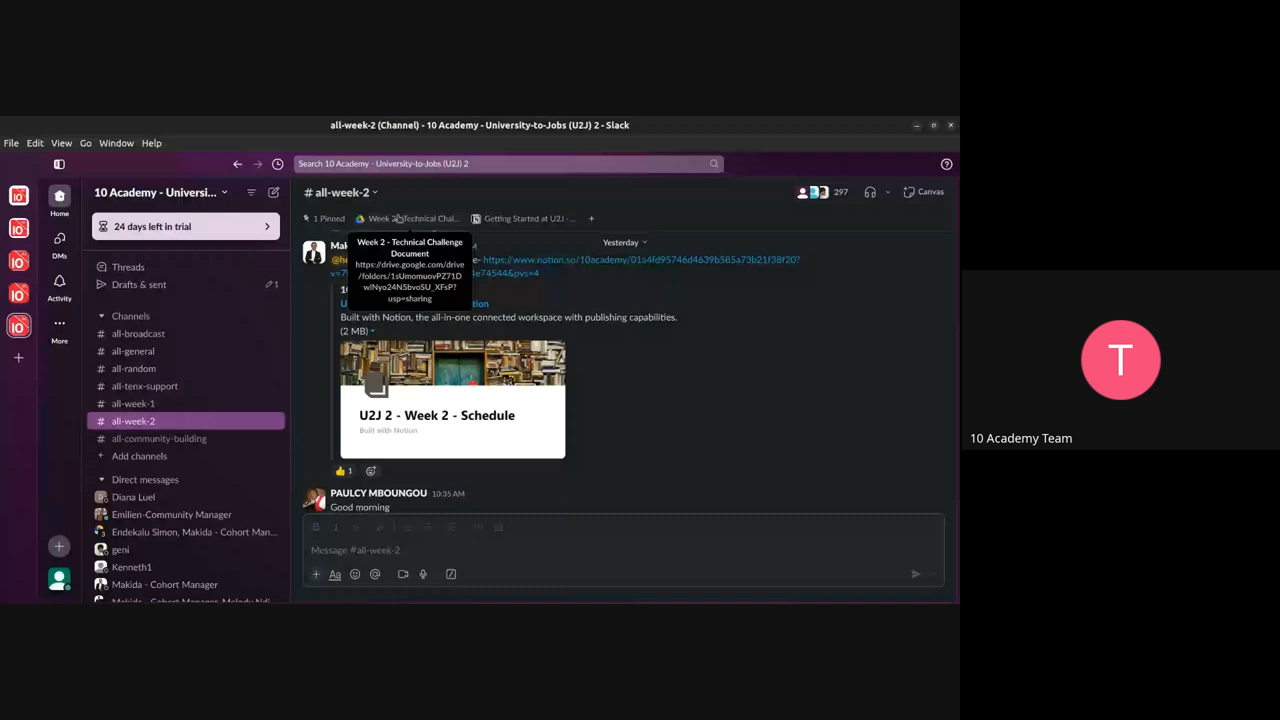 all-week-2 (Channel) - 10 Academy - University-to-Jobs (U2J) 2 - Slack
File Edit View Go Window Help
Search 10 Academy - University-to-Jobs (U2J) 2
10 Academy - Universi...
24 days left in trial
Home
DMs
Activity
More
Threads
Drafts & sent
1
Channels
# all-broadcast
# all-general
# all-random
# all-tenx-support
# all-week-1
# all-week-2
# all-community-building
+ Add channels
Direct messages
Diana Luel
Emilien-Community Manager
3 Endekalu Simon, Makida - Cohort Man...
geni
Kenneth1
Makida - Cohort Manager
# all-week-2
297
Canvas
1 Pinned
Getting Started at U2J -...
+
Yesterday
Week 2 - Technical Challenge
Document
https://drive.google.com/drive
/folders/1sUmomuovPZ71D
wlNyo24N5bvoSU_XFsP?
usp=sharing
https://www.notion.so/10academy/01a4fd95746d4639b585a73b21f38f20?
e74544&pvs=4
Built with Notion, the all-in-one connected workspace with publishing capabilities.
(2 MB)
U2J 2 - Week 2 - Schedule
Built with Notion
1
PAULCY MBOUNGOU 10:35 AM
Good morning
Message #all-week-2
T
10 Academy Team